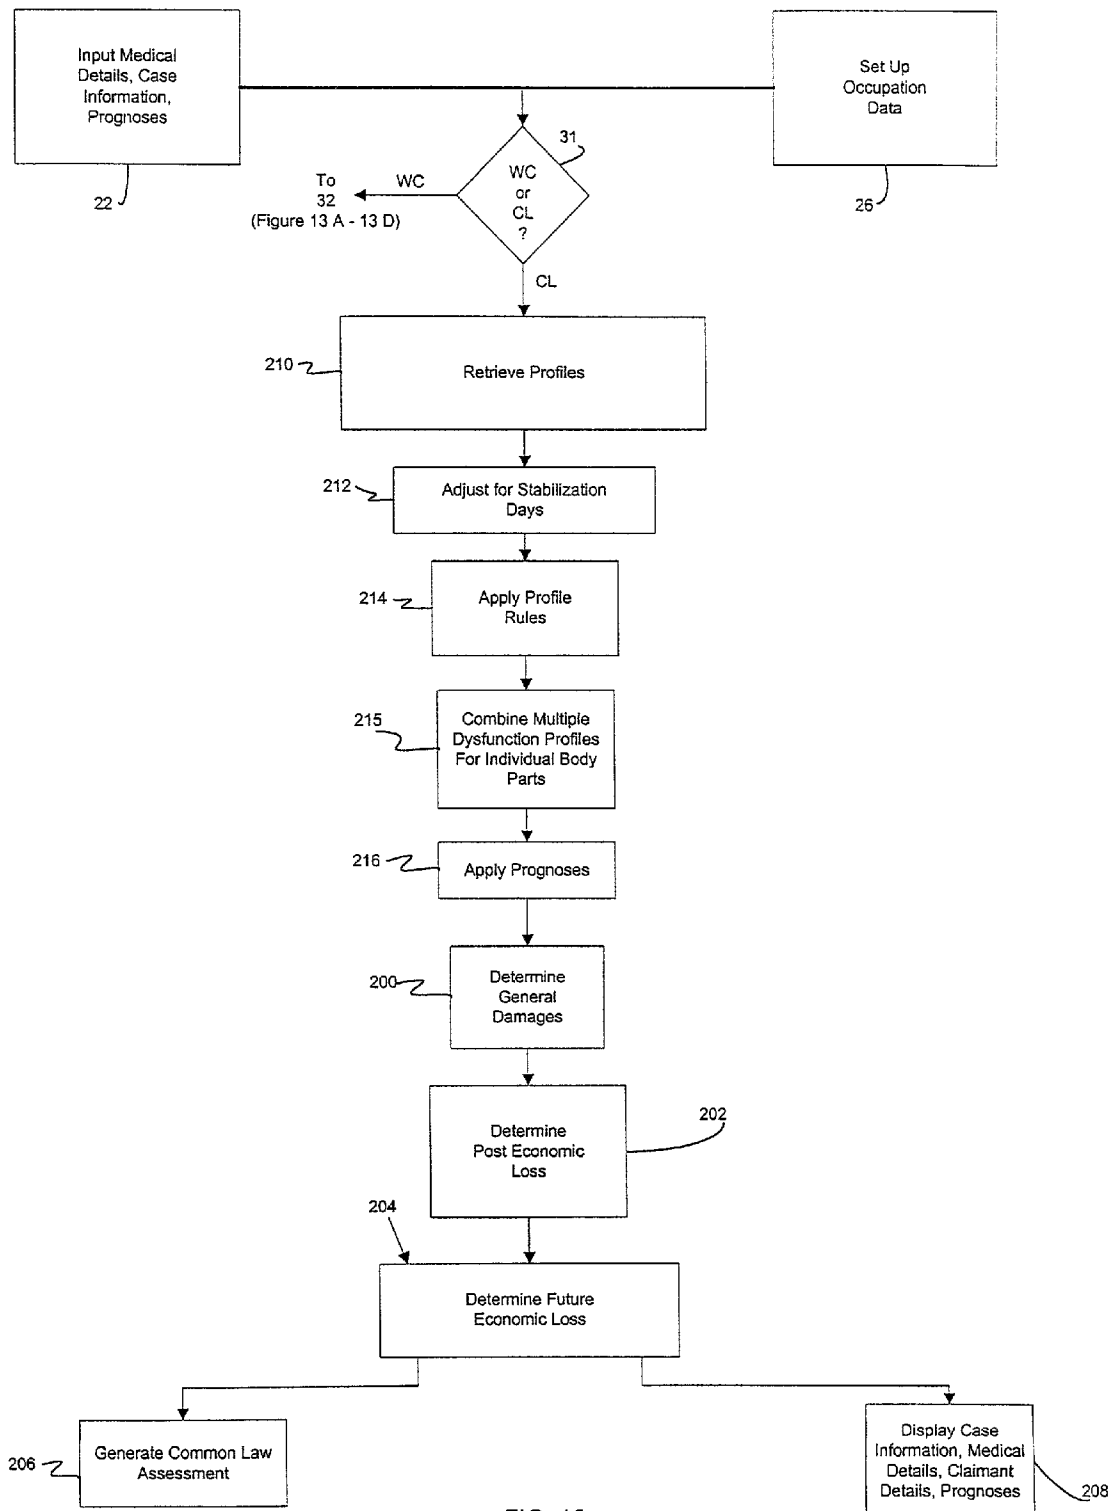 Input Medical
Details, Case
Information,
Prognoses
22
Set Up
Occupation
Data
26
31
WC
or
CL
?
WC
To
32
(Figure 13 A - 13 D)
CL
210
Retrieve Profiles
212
Adjust for Stabilization
Days
214
Apply Profile
Rules
215
Combine Multiple
Dysfunction Profiles
For Individual Body
Parts
216
Apply Prognoses
200
Determine
General
Damages
202
Determine
Post Economic
Loss
204
Determine Future
Economic Loss
206
Generate Common Law
Assessment
Display Case
Information, Medical
Details, Claimant
Details, Prognoses
208